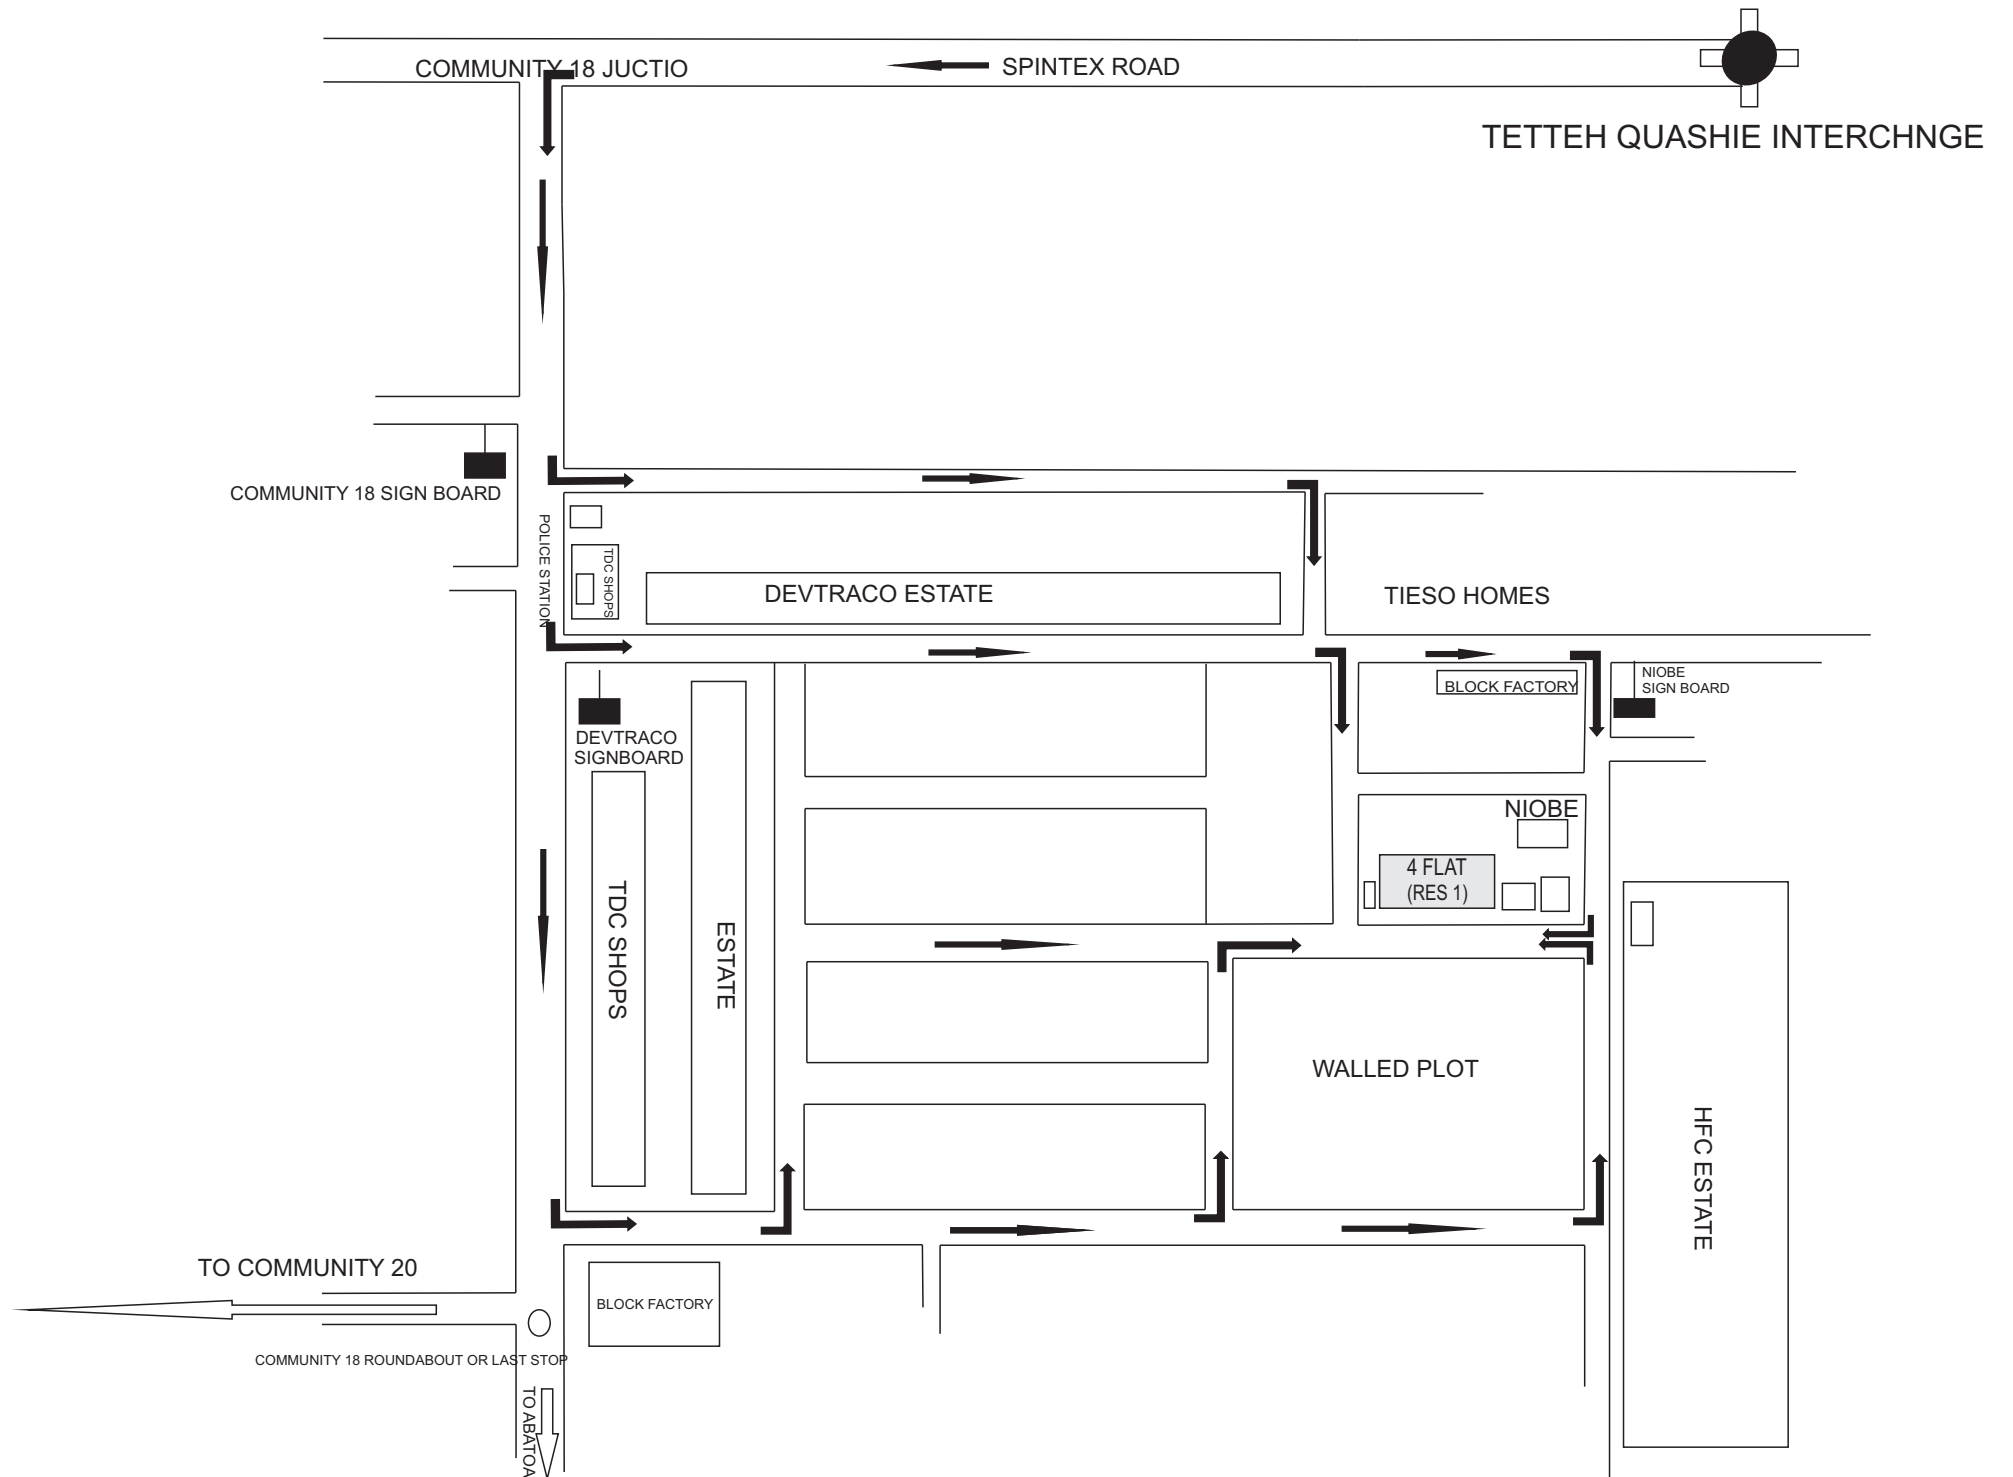 COMMUNITY 18 JUCTIO
SPINTEX ROAD
TETTEH QUASHIE INTERCHNGE
COMMUNITY 18 SIGN BOARD
POLICE STATION
TDC SHOPS
DEVTRACO ESTATE
TIESO HOMES
BLOCK FACTORY
NIOBE
SIGN BOARD
DEVTRACO
SIGNBOARD
NIOBE
4 FLAT
(RES 1)
TDC SHOPS
ESTATE
WALLED PLOT
HFC ESTATE
TO COMMUNITY 20
BLOCK FACTORY
COMMUNITY 18 ROUNDABOUT OR LAST STOP
TO ABATOA